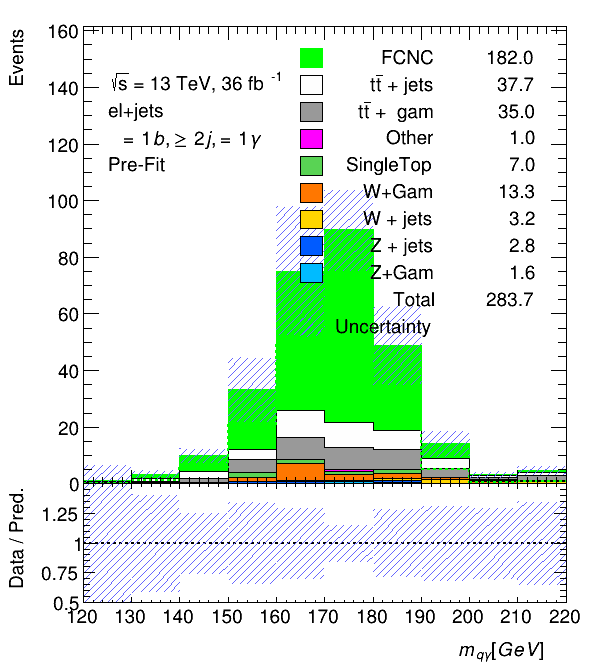 Events
160
140
120
100
80
60
40
20
0
√s = 13 TeV, 36 fb⁻¹
el+jets
= 1b, ≥ 2j, = 1γ
Pre-Fit
FCNC 182.0
tt̄ + jets 37.7
tt̄ + gam 35.0
Other 1.0
SingleTop 7.0
W+Gam 13.3
W + jets 3.2
Z + jets 2.8
Z+Gam 1.6
Total 283.7
Uncertainty
Data / Pred.
1.25
1
0.75
0.5
120 130 140 150 160 170 180 190 200 210 220
m_qγ[GeV]